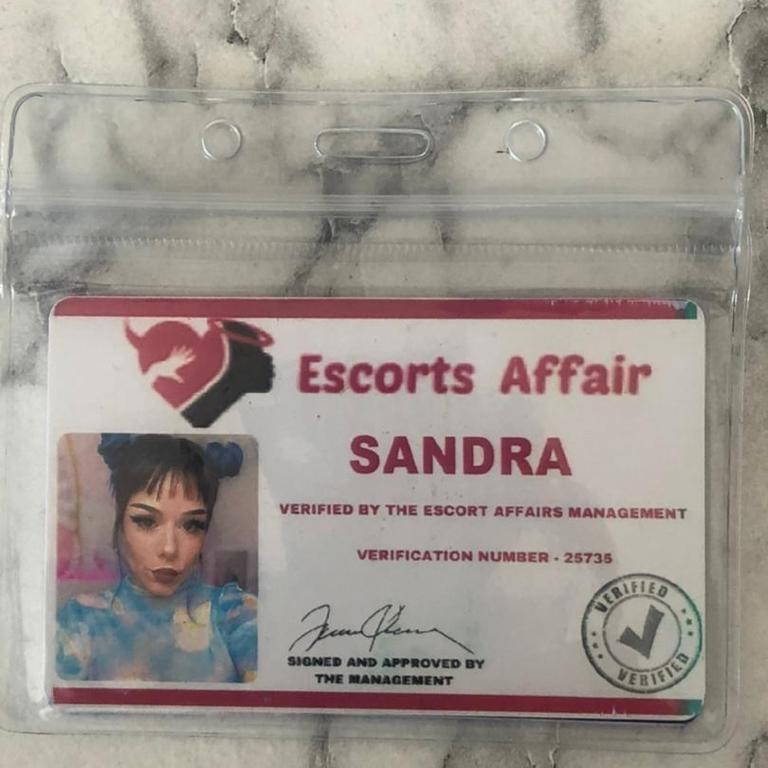 Escorts Affair
SANDRA
VERIFIED BY THE ESCORT AFFAIRS MANAGEMENT
VERIFICATION NUMBER - 25735
SIGNED AND APPROVED BY
THE MANAGEMENT
VERIFIED
VERIFIED